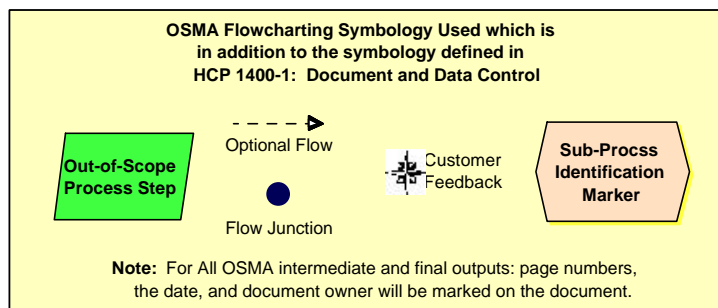 OSMA Flowcharting Symbology Used which is
in addition to the symbology defined in
HCP 1400-1: Document and Data Control
Out-of-Scope
Process Step
Optional Flow
Flow Junction
Customer
Feedback
Sub-Procss
Identification
Marker
Note: For All OSMA intermediate and final outputs: page numbers,
the date, and document owner will be marked on the document.